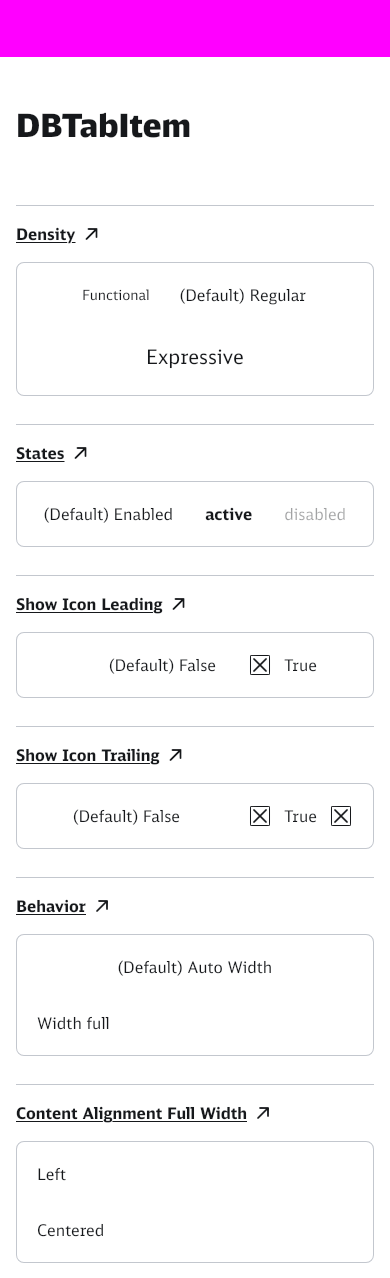 DBTabItem
Density
Functional (Default) Regular
Expressive
States
(Default) Enabled active disabled
Show Icon Leading
(Default) False True
Show Icon Trailing
(Default) False True
Behavior
(Default) Auto Width
Width full
Content Alignment Full Width
Left
Centered